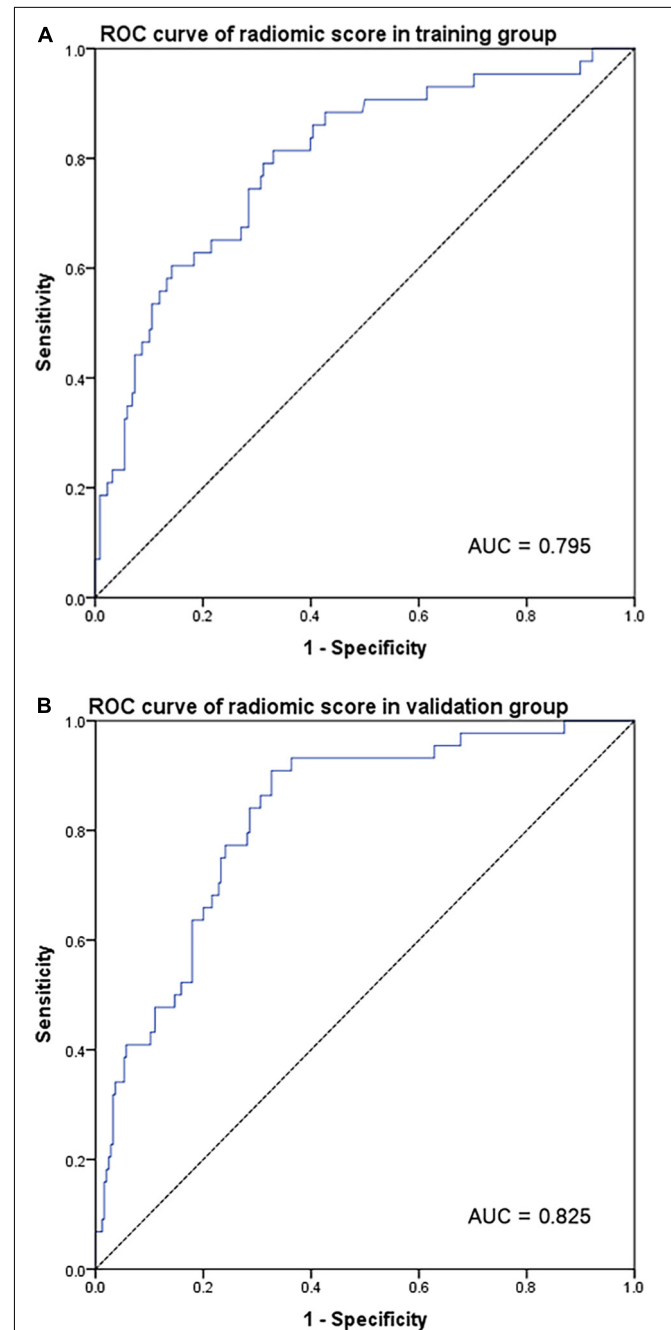 A ROC curve of radiomic score in training group
1.0
0.8
0.6
0.4
0.2
0.0
Sensitivity
AUC = 0.795
0.0 0.2 0.4 0.6 0.8 1.0
1 - Specificity
B ROC curve of radiomic score in validation group
1.0
0.8
0.6
0.4
0.2
0.0
Sensiticity
AUC = 0.825
0.0 0.2 0.4 0.6 0.8 1.0
1 - Specificity